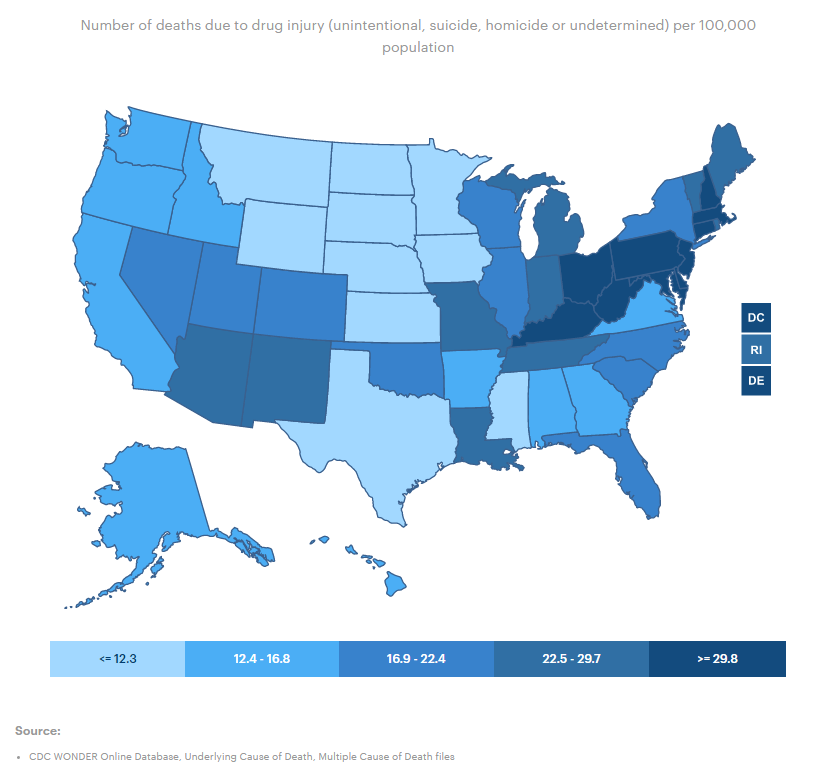 Number of deaths due to drug injury (unintentional, suicide, homicide or undetermined) per 100,000
population
DC
RI
DE
<= 12.3
12.4 - 16.8
16.9 - 22.4
22.5 - 29.7
>= 29.8
Source:
• CDC WONDER Online Database, Underlying Cause of Death, Multiple Cause of Death files